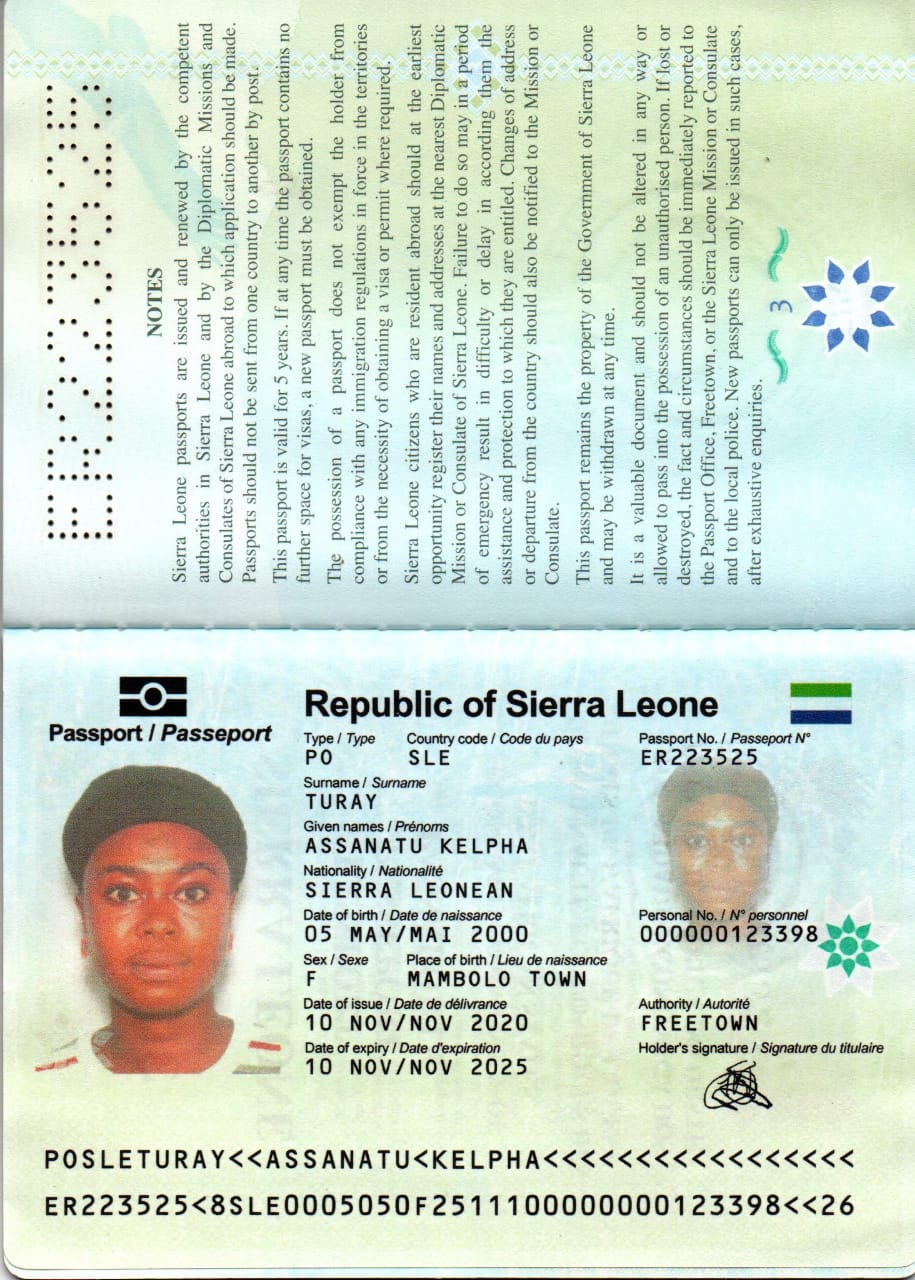 ER223525
NOTES
Sierra Leone passports are issued and renewed by the competent
authorities in Sierra Leone and by the Diplomatic Missions and
Consulates of Sierra Leone abroad to which application should be made.
Passports should not be sent from one country to another by post.
This passport is valid for 5 years. If at any time the passport contains no
further space for visas, a new passport must be obtained.
The possession of a passport does not exempt the holder from
compliance with any immigration regulations in force in the territories
or from the necessity of obtaining a visa or permit where required.
Sierra Leone citizens who are resident abroad should at the earliest
opportunity register their names and addresses at the nearest Diplomatic
Mission or Consulate of Sierra Leone. Failure to do so may in a period
of emergency result in difficulty or delay in according them the
assistance and protection to which they are entitled. Changes of address
or departure from the country should also be notified to the Mission or
Consulate.
This passport remains the property of the Government of Sierra Leone
and may be withdrawn at any time.
It is a valuable document and should not be altered in any way or
allowed to pass into the possession of an unauthorised person. If lost or
destroyed, the fact and circumstances should be immediately reported to
the Passport Office, Freetown, or the Sierra Leone Mission or Consulate
and to the local police. New passports can only be issued in such cases,
after exhaustive enquiries.
3
Passport / Passeport
Republic of Sierra Leone
Type / Type Country code / Code du pays Passport No. / Passeport N°
PO SLE ER223525
Surname / Surname
TURAY
Given names / Prénoms
ASSANATU KELPHA
Nationality / Nationalité
SIERRA LEONEAN
Date of birth / Date de naissance Personal No. / N° personnel
05 MAY/MAI 2000 000000123398
Sex / Sexe Place of birth / Lieu de naissance
F MAMBOLO TOWN
Date of issue / Date de délivrance Authority / Autorité
10 NOV/NOV 2020 FREETOWN
Date of expiry / Date d'expiration Holder's signature / Signature du titulaire
10 NOV/NOV 2025
POSLETURAY<<ASSANATU<KELPHA<<<<<<<<<<<<<<<<<
ER223525<8SLE0005050F2511100000000123398<<26